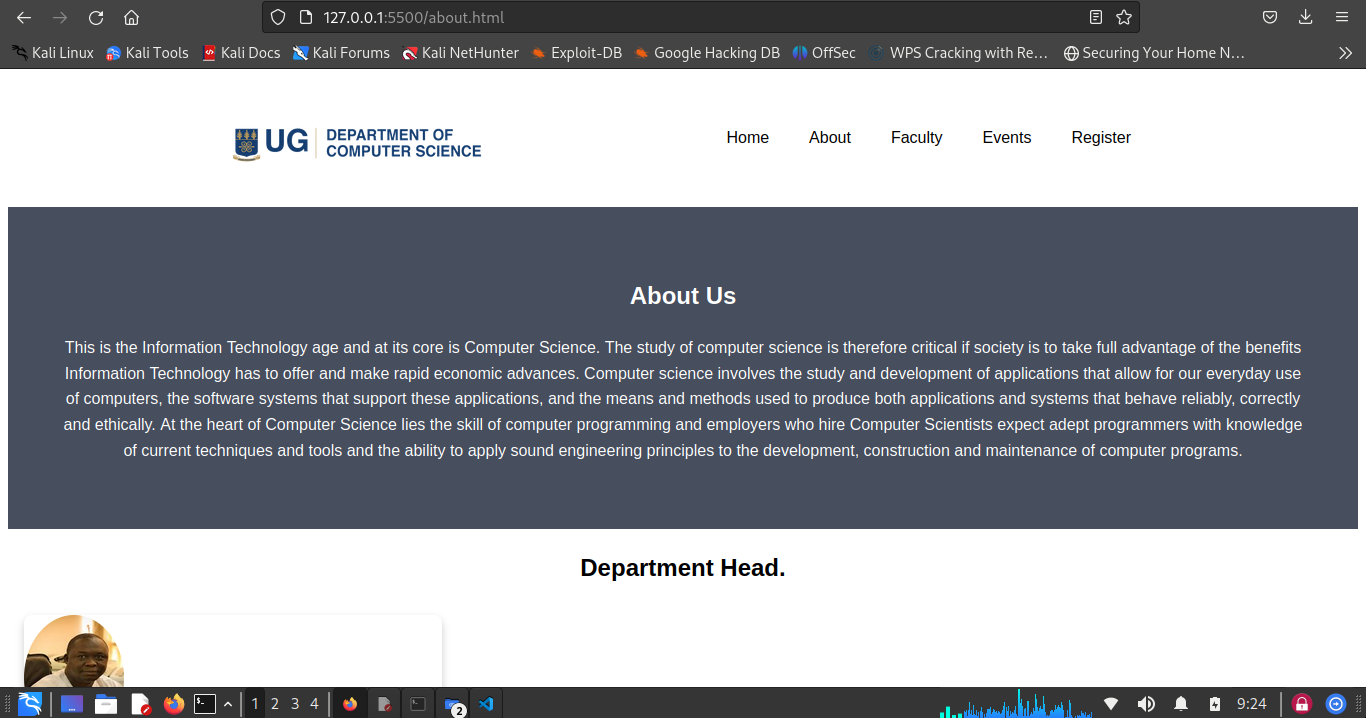 127.0.0.1:5500/about.html
Kali Linux Kali Tools Kali Docs Kali Forums Kali NetHunter Exploit-DB Google Hacking DB OffSec WPS Cracking with Re… Securing Your Home N…
UG DEPARTMENT OF
COMPUTER SCIENCE
Home About Faculty Events Register
About Us
This is the Information Technology age and at its core is Computer Science. The study of computer science is therefore critical if society is to take full advantage of the benefits
Information Technology has to offer and make rapid economic advances. Computer science involves the study and development of applications that allow for our everyday use
of computers, the software systems that support these applications, and the means and methods used to produce both applications and systems that behave reliably, correctly
and ethically. At the heart of Computer Science lies the skill of computer programming and employers who hire Computer Scientists expect adept programmers with knowledge
of current techniques and tools and the ability to apply sound engineering principles to the development, construction and maintenance of computer programs.
Department Head.
1 2 3 4 2 9:24